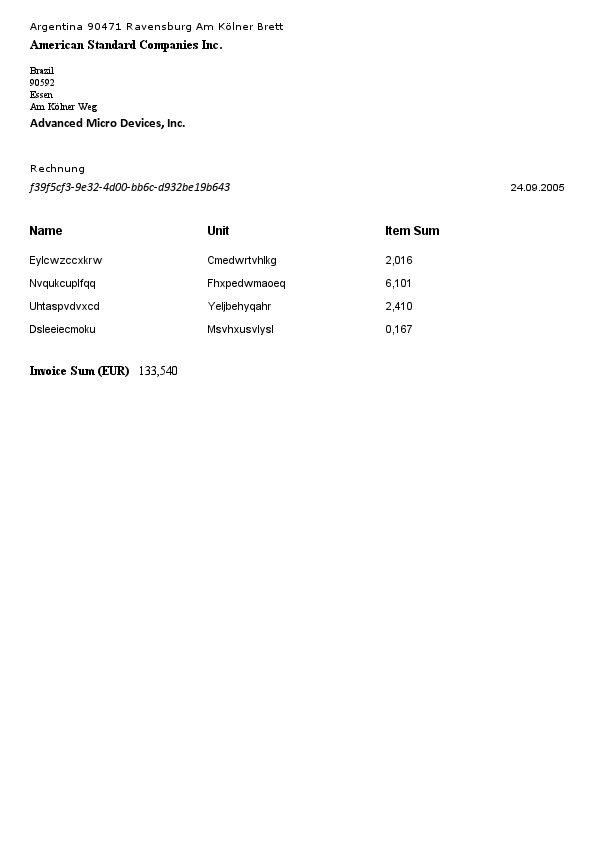 Argentina 90471 Ravensburg Am Kölner Brett
American Standard Companies Inc.
Brazil
90592
Essen
Am Kölner Weg
Advanced Micro Devices, Inc.
Rechnung
f39f5cf3-9e32-4d00-bb6c-d932be19b643 24.09.2005
Name Unit Item Sum
Eylcwzccxkrw Cmedwrtvhlkg 2,016
Nvqukcuplfqq Fhxpedwmaoeq 6,101
Uhtaspvdvxcd Yeljbehyqahr 2,410
Dsleeiecmoku Msvhxusvlysl 0,167
Invoice Sum (EUR) 133,540